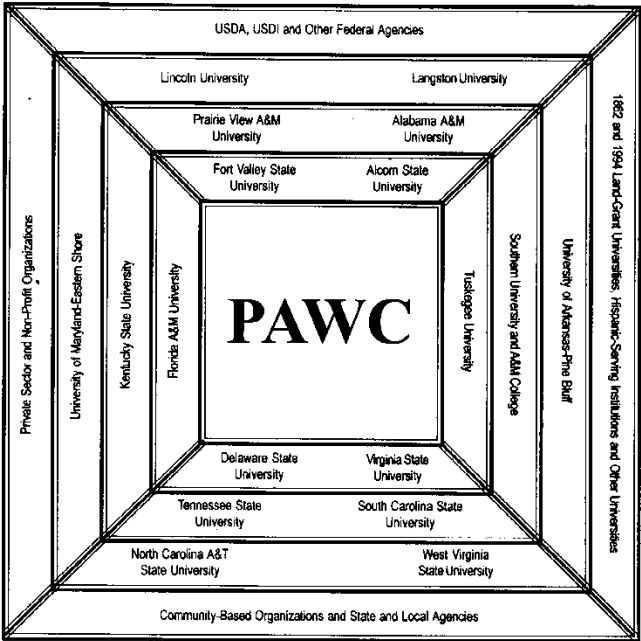 USDA, USDI and Other Federal Agencies
Lincoln University
Langston University
Prairie View A&M
University
Alabama A&M
University
Fort Valley State
University
Alcorn State
University
Private Sector and Non-Profit Organizations
University of Maryland-Eastern Shore
Kentucky State University
Florida A&M University
PAWC
Tuskegee University
Southern University and A&M College
University of Arkansas-Pine Bluff
1862 and 1994 Land-Grant Universities, Hispanic-Serving Institutions and Other Universities
Delaware State
University
Virginia State
University
Tennessee State
University
South Carolina State
University
North Carolina A&T
State University
West Virginia
State University
Community-Based Organizations and State and Local Agencies